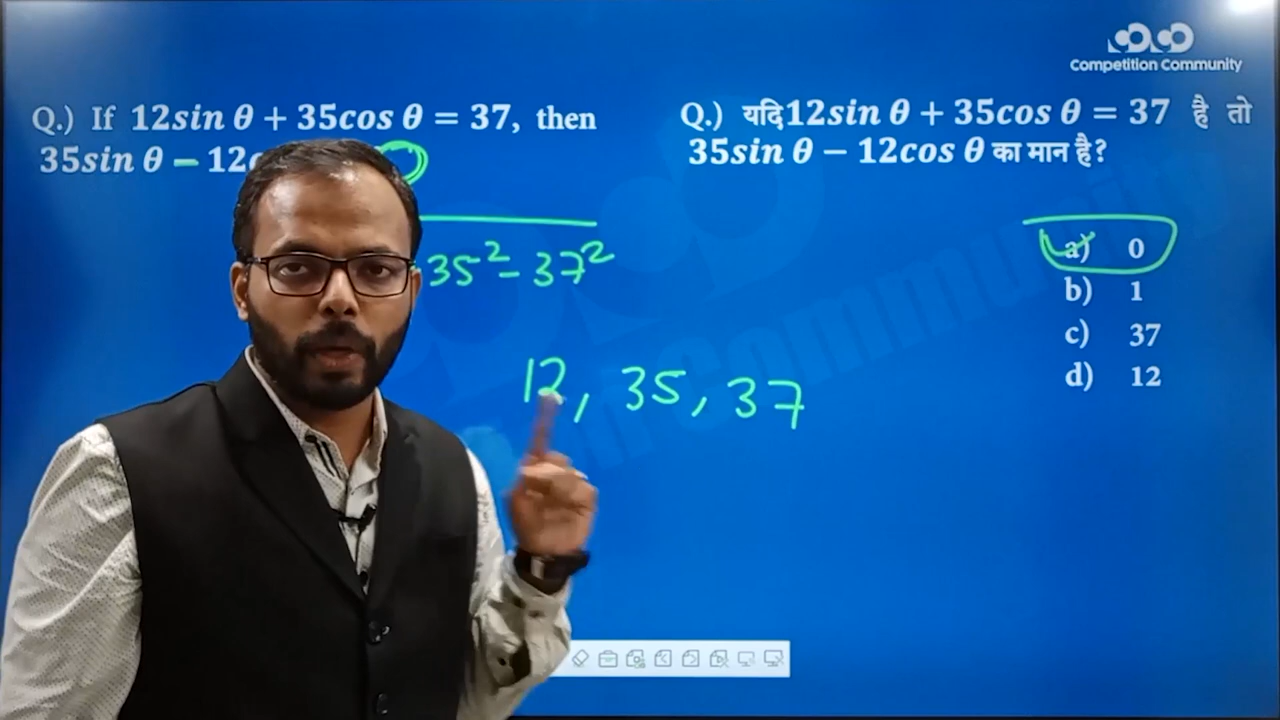 Competition Community
Q.) If 12sin θ + 35cos θ = 37, then
35sin θ − 12c
Q.) यदि12sin θ + 35cos θ = 37 है तो
35sin θ − 12cos θ का मान है?
35² - 37²
12, 35, 37
a) 0
b) 1
c) 37
d) 12